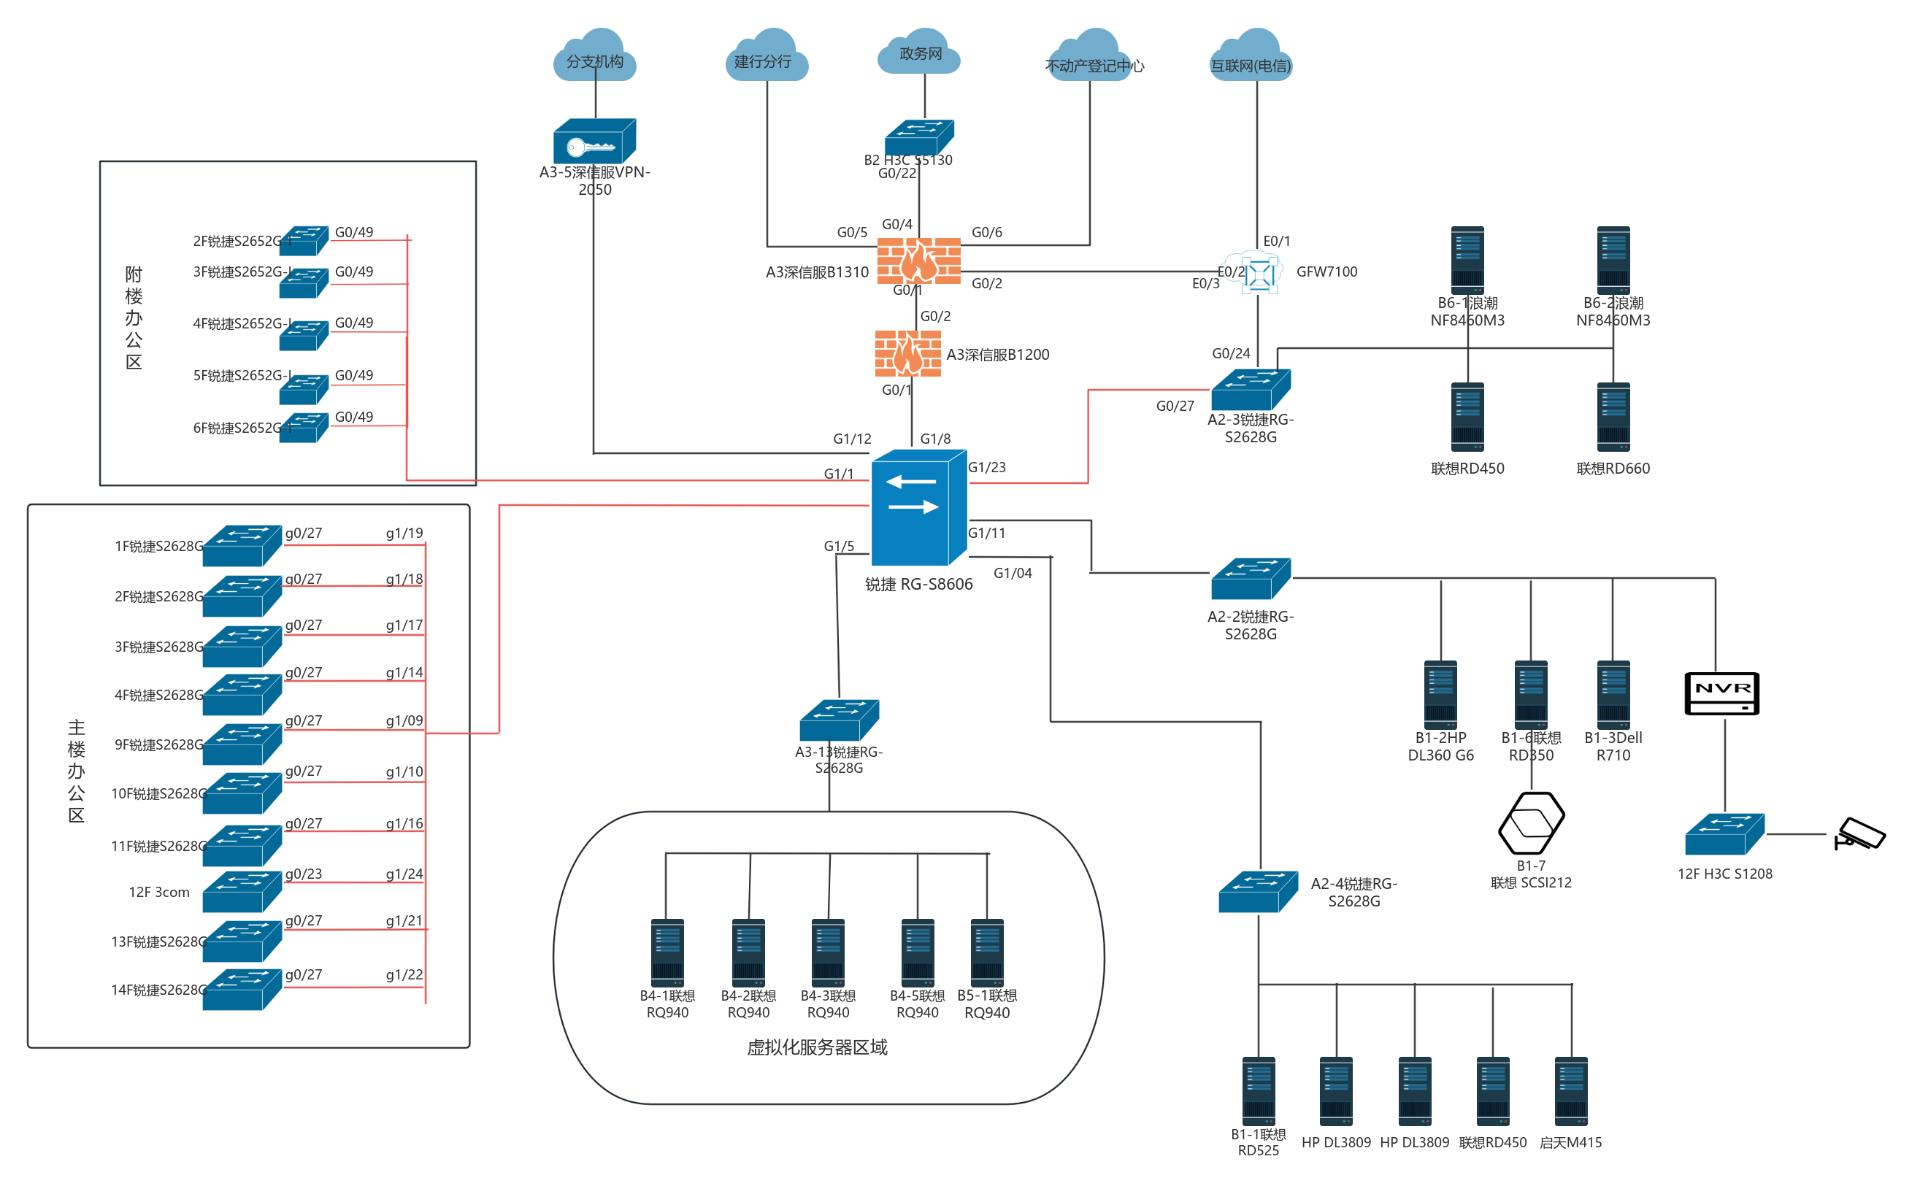 分支机构
建行分行
政务网
不动产登记中心
互联网(电信)
A3-5深信服VPN-
2050
B2 H3C S5130
G0/22
G0/5
G0/4
G0/6
A3深信服B1310
G0/1
G0/2
E0/1
E0/2
E0/3
GFW7100
G0/2
A3深信服B1200
G0/1
G0/24
G0/27
A2-3锐捷RG-
S2628G
B6-1浪潮
NF8460M3
B6-2浪潮
NF8460M3
联想RD450
联想RD660
附楼办公区
2F锐捷S2652G-I
G0/49
3F锐捷S2652G-I
G0/49
4F锐捷S2652G-I
G0/49
5F锐捷S2652G-I
G0/49
6F锐捷S2652G-I
G0/49
G1/12
G1/8
G1/1
G1/23
G1/11
G1/5
G1/04
锐捷 RG-S8606
主楼办公区
1F锐捷S2628G
g0/27
g1/19
2F锐捷S2628G
g0/27
g1/18
3F锐捷S2628G
g0/27
g1/17
4F锐捷S2628G
g0/27
g1/14
9F锐捷S2628G
g0/27
g1/09
10F锐捷S2628G
g0/27
g1/10
11F锐捷S2628G
g0/27
g1/16
12F 3com
g0/23
g1/24
13F锐捷S2628G
g0/27
g1/21
14F锐捷S2628G
g0/27
g1/22
A2-2锐捷RG-
S2628G
B1-2HP
DL360 G6
B1-6联想
RD350
B1-3Dell
R710
NVR
B1-7
联想 SCSI212
12F H3C S1208
A3-13锐捷RG-
S2628G
B4-1联想
RQ940
B4-2联想
RQ940
B4-3联想
RQ940
B4-5联想
RQ940
B5-1联想
RQ940
虚拟化服务器区域
A2-4锐捷RG-
S2628G
B1-1联想
RD525
HP DL3809
HP DL3809
联想RD450
启天M415